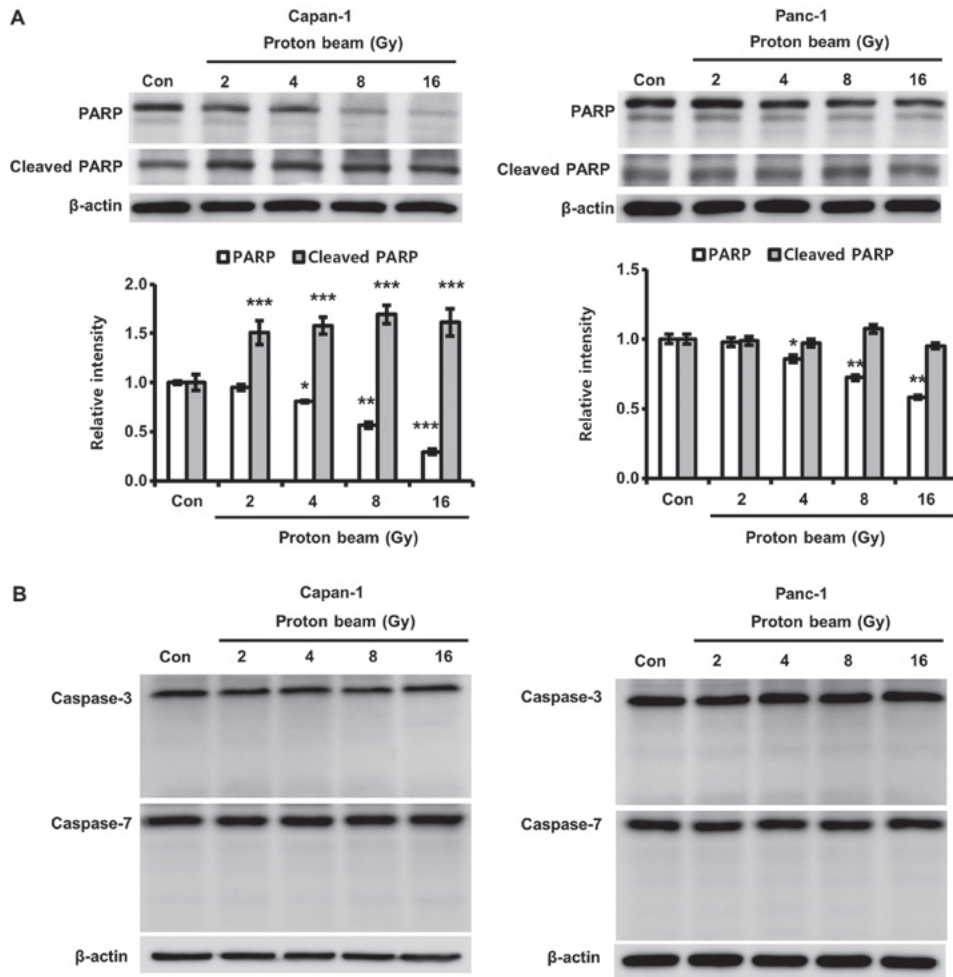 A
Capan-1
Proton beam (Gy)
Con 2 4 8 16
PARP
Cleaved PARP
β-actin
PARP Cleaved PARP
Relative intensity
2.0
1.5
1.0
0.5
0.0
*** *** *** ***
* ** ***
Con 2 4 8 16
Proton beam (Gy)
Panc-1
Proton beam (Gy)
Con 2 4 8 16
PARP
Cleaved PARP
β-actin
PARP Cleaved PARP
Relative intensity
1.5
1.0
0.5
0.0
* ** **
Con 2 4 8 16
Proton beam (Gy)
B
Capan-1
Proton beam (Gy)
Con 2 4 8 16
Caspase-3
Caspase-7
β-actin
Panc-1
Proton beam (Gy)
Con 2 4 8 16
Caspase-3
Caspase-7
β-actin